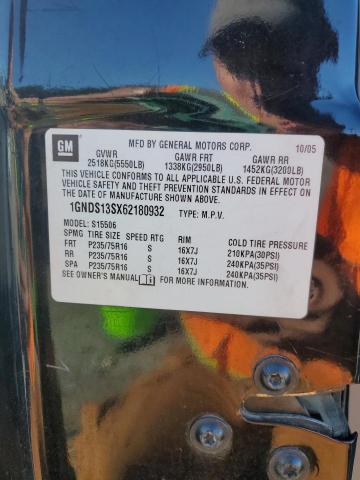 GM
MFD BY GENERAL MOTORS CORP. 10/05
GVWR GAWR FRT GAWR RR
2518KG(5550LB) 1338KG(2950LB) 1452KG(3200LB)
THIS VEHICLE CONFORMS TO ALL APPLICABLE U.S. FEDERAL MOTOR
VEHICLE SAFETY AND THEFT PREVENTION STANDARDS IN EFFECT ON
THE DATE OF MANUFACTURE SHOWN ABOVE.
1GNDS13SX62180932 TYPE: M.P.V.
MODEL: S15506
SPMG TIRE SIZE SPEED RTG RIM COLD TIRE PRESSURE
FRT P235/75R16 S 16X7J 210KPA(30PSI)
RR P235/75R16 S 16X7J 240KPA(35PSI)
SPA P235/75R16 S 16X7J 240KPA(35PSI)
SEE OWNER'S MANUAL FOR MORE INFORMATION.